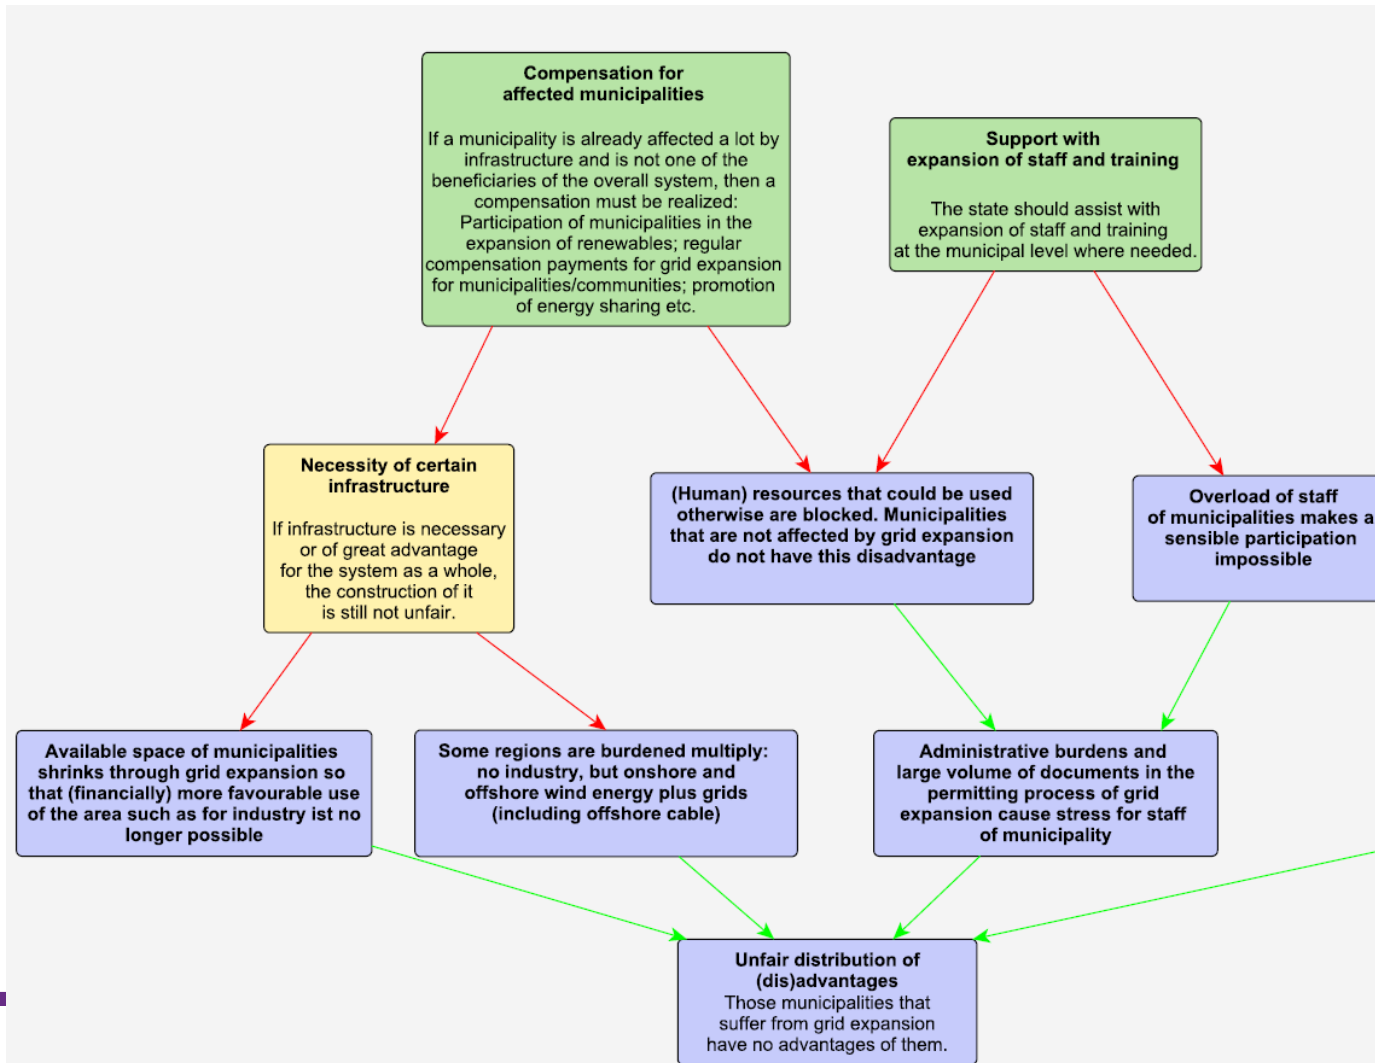 Compensation for
affected municipalities
If a municipality is already affected a lot by
infrastructure and is not one of the
beneficiaries of the overall system, then a
compensation must be realized:
Participation of municipalities in the
expansion of renewables; regular
compensation payments for grid expansion
for municipalities/communities; promotion
of energy sharing etc.
Support with
expansion of staff and training
The state should assist with
expansion of staff and training
at the municipal level where needed.
Necessity of certain
infrastructure
If infrastructure is necessary
or of great advantage
for the system as a whole,
the construction of it
is still not unfair.
(Human) resources that could be used
otherwise are blocked. Municipalities
that are not affected by grid expansion
do not have this disadvantage
Overload of staff
of municipalities makes a
sensible participation
impossible
Available space of municipalities
shrinks through grid expansion so
that (financially) more favourable use
of the area such as for industry ist no
longer possible
Some regions are burdened multiply:
no industry, but onshore and
offshore wind energy plus grids
(including offshore cable)
Administrative burdens and
large volume of documents in the
permitting process of grid
expansion cause stress for staff
of municipality
Unfair distribution of
(dis)advantages
Those municipalities that
suffer from grid expansion
have no advantages of them.